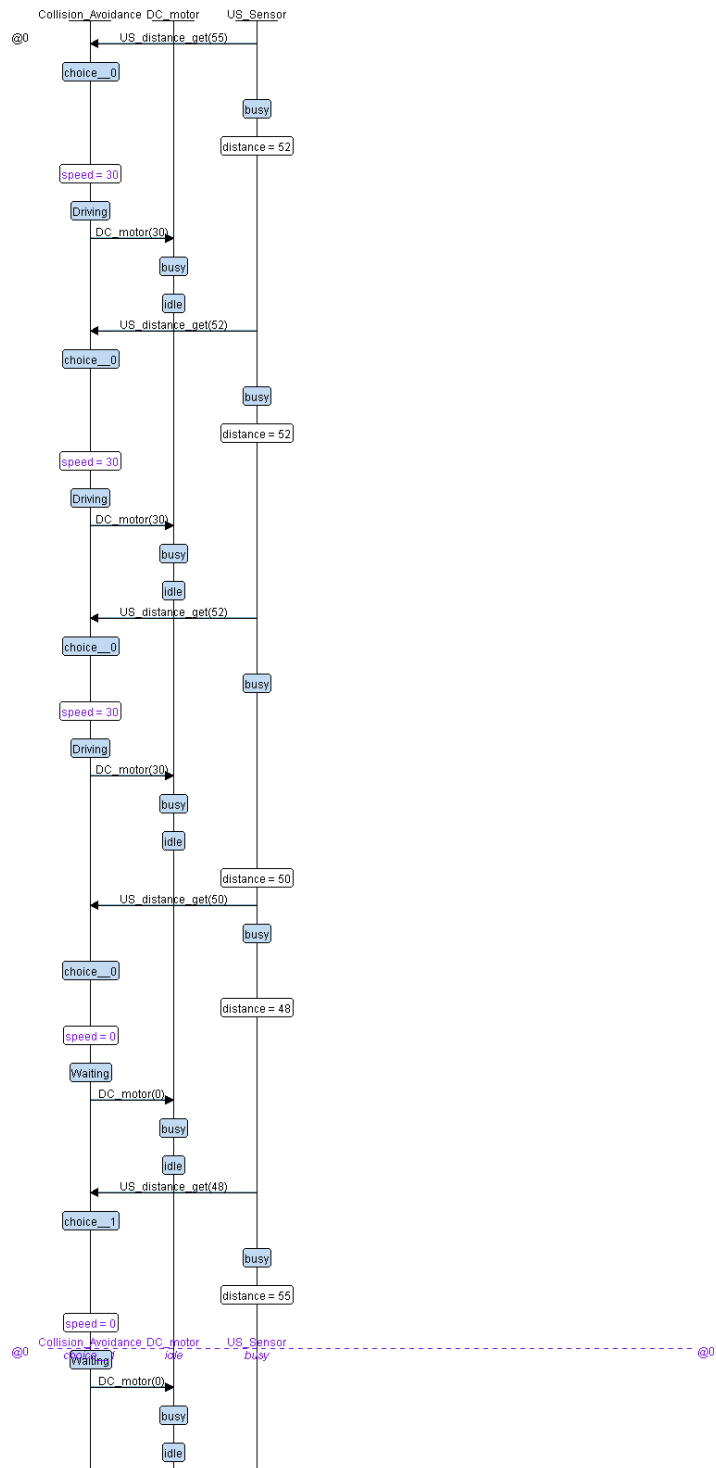 Collision_Avoidance DC_motor US_Sensor
@0 US_distance_get(55)
choice__0
busy
distance = 52
speed = 30
Driving
DC_motor(30)
busy
idle
US_distance_get(52)
choice__0
busy
distance = 52
speed = 30
Driving
DC_motor(30)
busy
idle
US_distance_get(52)
choice__0
busy
speed = 30
Driving
DC_motor(30)
busy
idle
distance = 50
US_distance_get(50)
busy
choice__0
distance = 48
speed = 0
Waiting
DC_motor(0)
busy
idle
US_distance_get(48)
choice__1
busy
distance = 55
speed = 0
Collision_Avoidance DC_motor US_Sensor
@0 idle busy @0
Waiting
DC_motor(0)
busy
idle